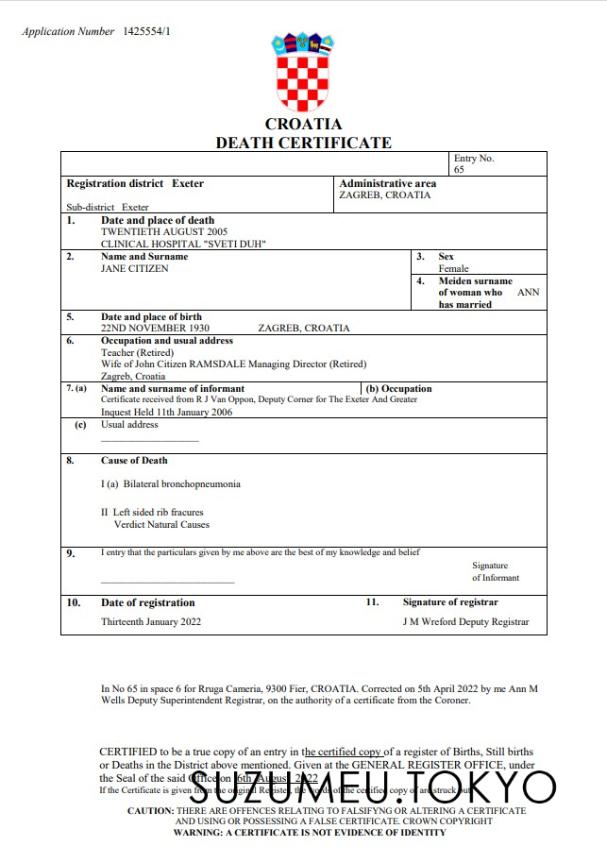 Application Number 1425554/1
CROATIA
DEATH CERTIFICATE
Entry No.
65
Registration district Exeter
Sub-district Exeter
Administrative area
ZAGREB, CROATIA
1. Date and place of death
TWENTIETH AUGUST 2005
CLINICAL HOSPITAL "SVETI DUH"
2. Name and Surname
JANE CITIZEN
3. Sex
Female
4. Meiden surname
of woman who ANN
has married
5. Date and place of birth
22ND NOVEMBER 1930 ZAGREB, CROATIA
6. Occupation and usual address
Teacher (Retired)
Wife of John Citizen RAMSDALE Managing Director (Retired)
Zagreb, Croatia
7. (a) Name and surname of informant (b) Occupation
Certificate received from R J Van Oppon, Deputy Corner for The Exeter And Greater
Inquest Held 11th January 2006
(c) Usual address
8. Cause of Death
I (a) Bilateral bronchopneumonia
II Left sided rib fracures
Verdict Natural Causes
9. I entry that the particulars given by me above are the best of my knowledge and belief
Signature
of Informant
10. Date of registration 11. Signature of registrar
Thirteenth January 2022 J M Wreford Deputy Registrar
In No 65 in space 6 for Rruga Cameria, 9300 Fier, CROATIA. Corrected on 5th April 2022 by me Ann M
Wells Deputy Superintendent Registrar, on the authority of a certificate from the Coroner.
CERTIFIED to be a true copy of an entry in the certified copy of a register of Births, Still births
or Deaths in the District above mentioned. Given at the GENERAL REGISTER OFFICE, under
the Seal of the said Office on 6th August 2022
If the Certificate is given from the original Register, the words of the certified copy of are struck out
SUZUMEU.TOKYO
CAUTION: THERE ARE OFFENCES RELATING TO FALSIFYNG OR ALTERING A CERTIFICATE
AND USING OR POSSESSING A FALSE CERTIFICATE. CROWN COPYRIGHT
WARNING: A CERTIFICATE IS NOT EVIDENCE OF IDENTITY